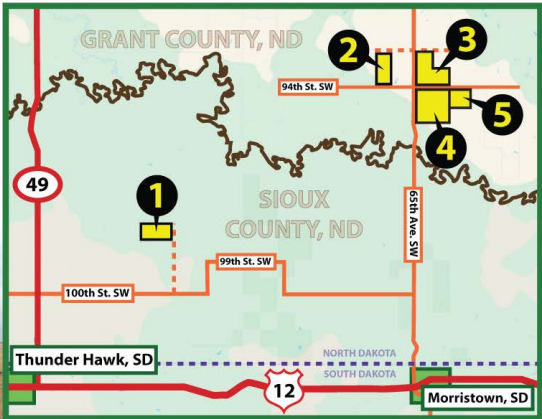 GRANT COUNTY, ND
2
3
94th St. SW
5
4
49
1
SIOUX
COUNTY, ND
65th Ave. SW
99th St. SW
100th St. SW
NORTH DAKOTA
SOUTH DAKOTA
Thunder Hawk, SD
12
Morristown, SD